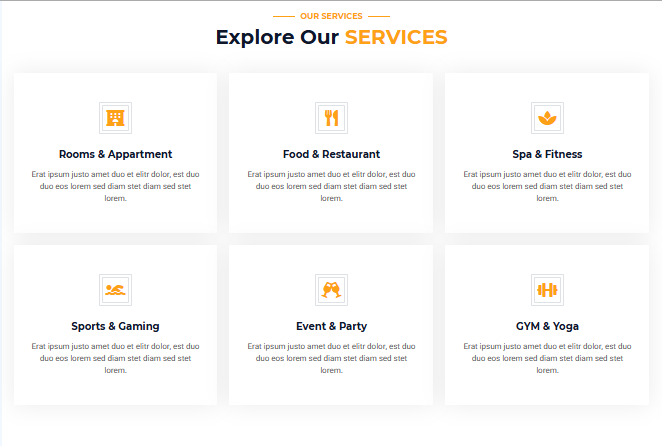 OUR SERVICES
Explore Our SERVICES
Rooms & Appartment
Erat ipsum justo amet duo et elitr dolor, est duo
duo eos lorem sed diam stet diam sed stet
lorem.
Food & Restaurant
Erat ipsum justo amet duo et elitr dolor, est duo
duo eos lorem sed diam stet diam sed stet
lorem.
Spa & Fitness
Erat ipsum justo amet duo et elitr dolor, est duo
duo eos lorem sed diam stet diam sed stet
lorem.
Sports & Gaming
Erat ipsum justo amet duo et elitr dolor, est duo
duo eos lorem sed diam stet diam sed stet
lorem.
Event & Party
Erat ipsum justo amet duo et elitr dolor, est duo
duo eos lorem sed diam stet diam sed stet
lorem.
GYM & Yoga
Erat ipsum justo amet duo et elitr dolor, est duo
duo eos lorem sed diam stet diam sed stet
lorem.